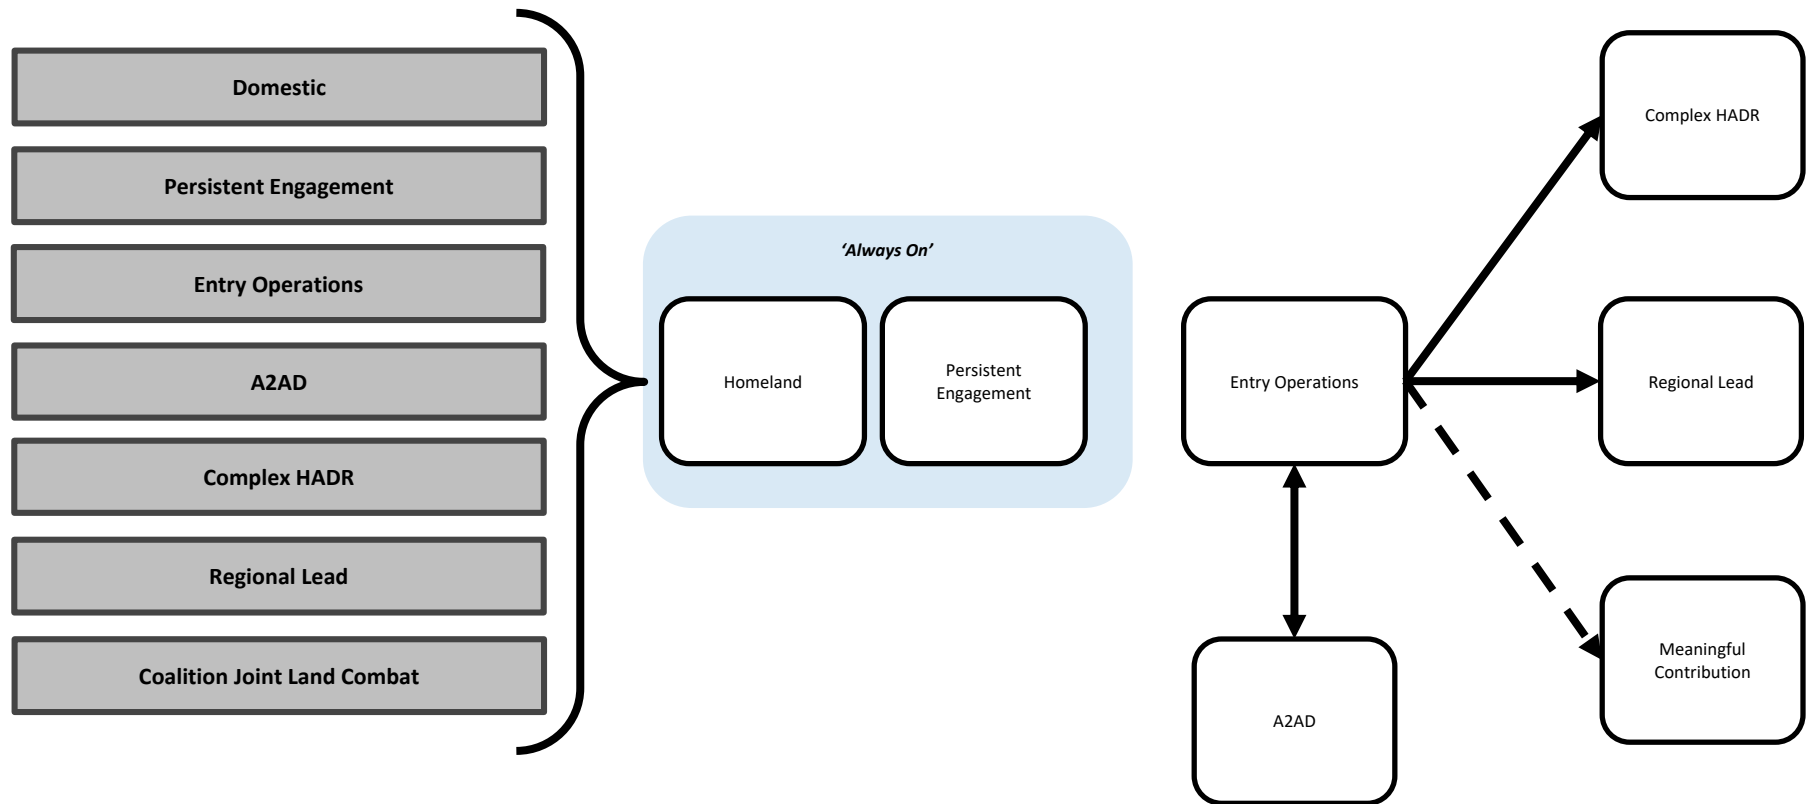 Domestic
Persistent Engagement
Entry Operations
A2AD
Complex HADR
Regional Lead
Coalition Joint Land Combat
‘Always On’
Homeland
Persistent
Engagement
Entry Operations
A2AD
Complex HADR
Regional Lead
Meaningful
Contribution